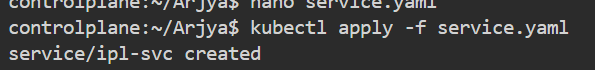 controlplane:~/Arjya$ nano service.yaml
controlplane:~/Arjya$ kubectl apply -f service.yaml
service/ipl-svc created